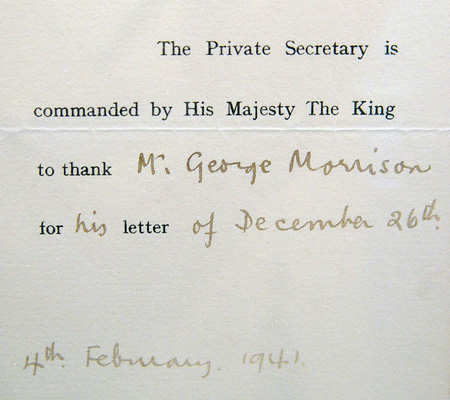 The Private Secretary is
commanded by His Majesty The King
to thank Mr. George Morrison
for his letter of December 26th.
4th. February. 1941.